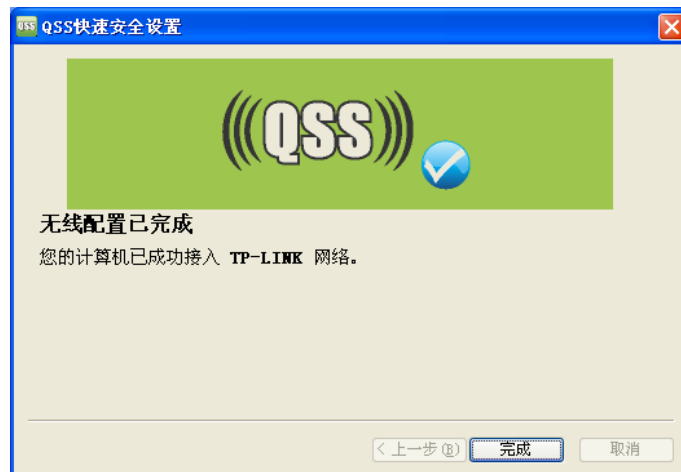 QSS QSS快速安全设置
(((QSS)))
无线配置已完成
您的计算机已成功接入 TP-LINK 网络。
< 上一步(B) 完成 取消